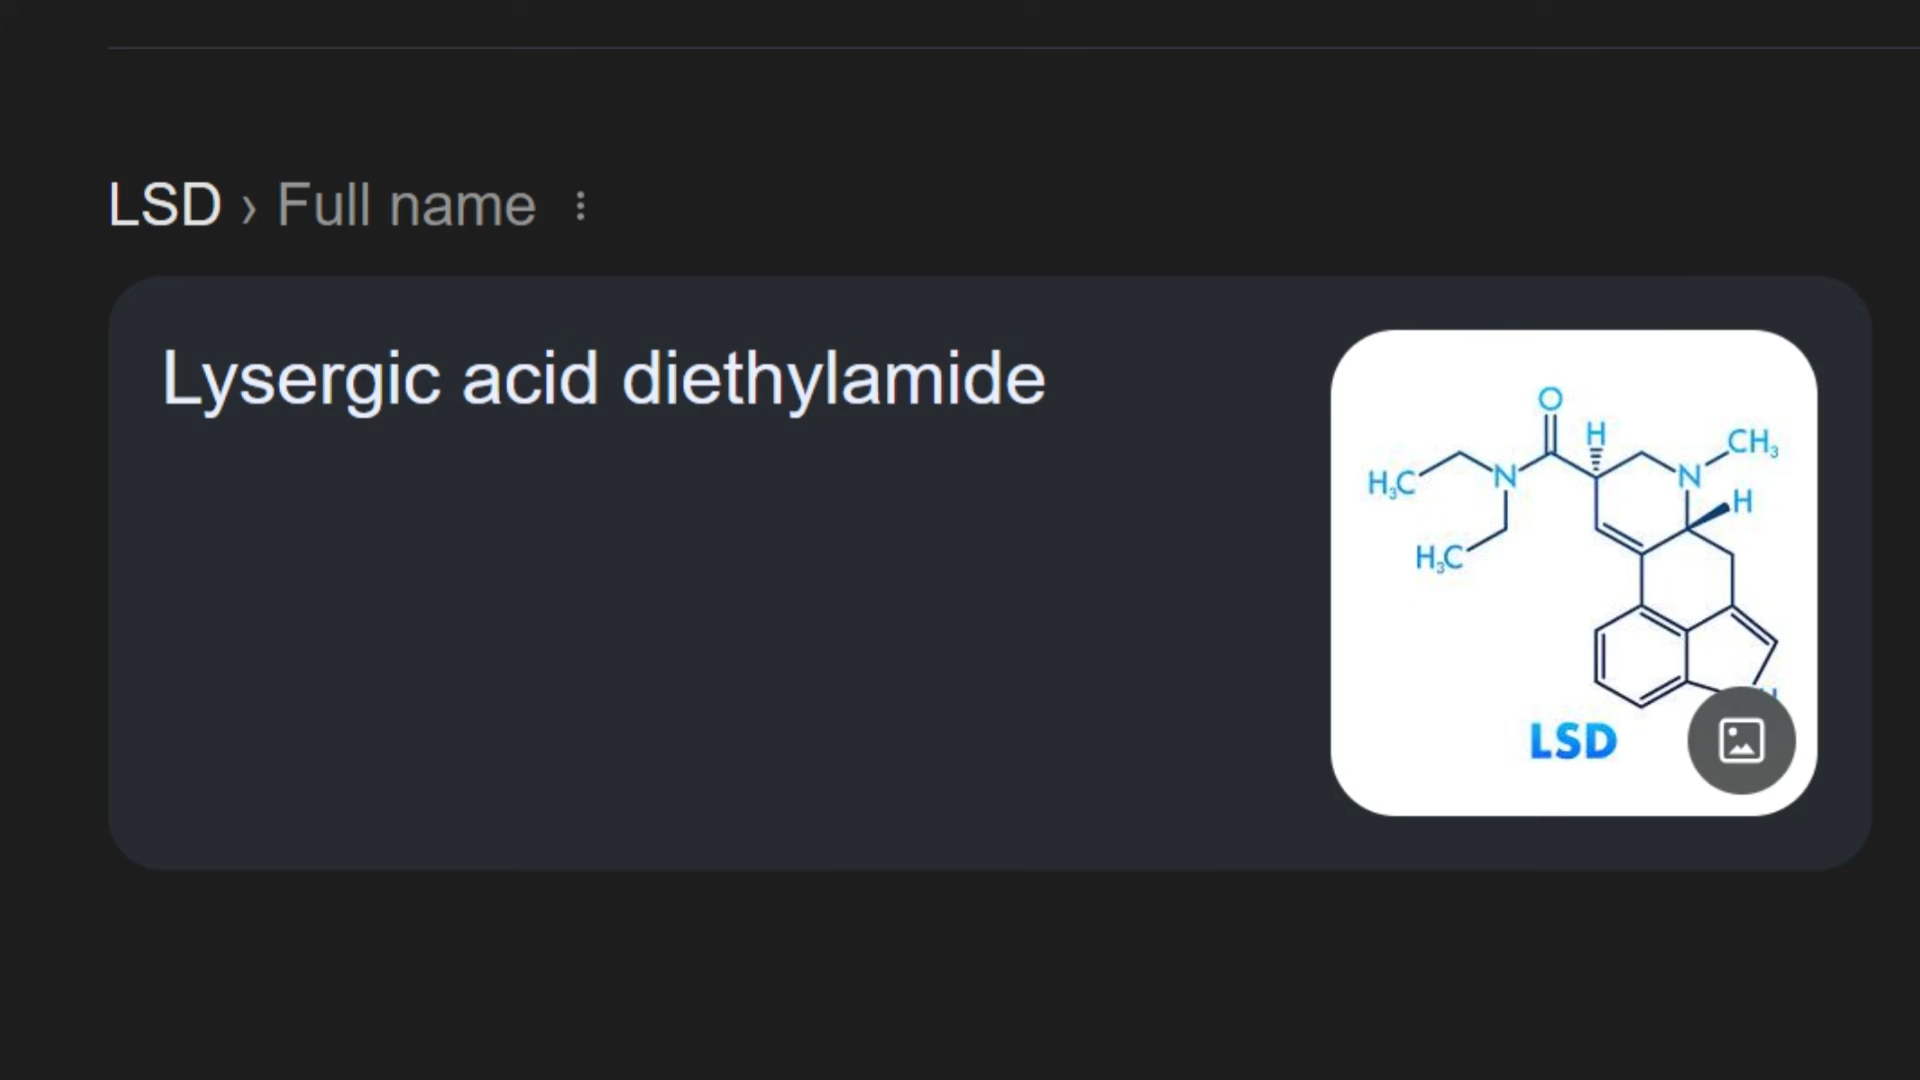 LSD › Full name
Lysergic acid diethylamide
O
H
CH₃
H₃C
N
N
H
H₃C
LSD